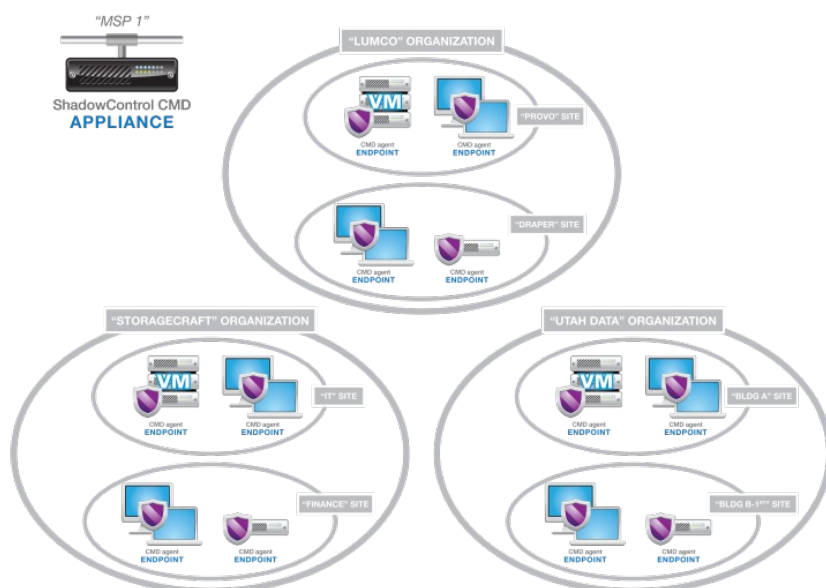 "MSP 1"
ShadowControl CMD
APPLIANCE
"LUMCO" ORGANIZATION
VM
"PROVO" SITE
CMD agent
ENDPOINT
CMD agent
ENDPOINT
"DRAPER" SITE
CMD agent
ENDPOINT
CMD agent
ENDPOINT
"STORAGECRAFT" ORGANIZATION
VM
"IT" SITE
CMD agent
ENDPOINT
CMD agent
ENDPOINT
"FINANCE" SITE
CMD agent
ENDPOINT
CMD agent
ENDPOINT
"UTAH DATA" ORGANIZATION
VM
"BLDG A" SITE
CMD agent
ENDPOINT
CMD agent
ENDPOINT
"BLDG B-1 SITE
CMD agent
ENDPOINT
CMD agent
ENDPOINT